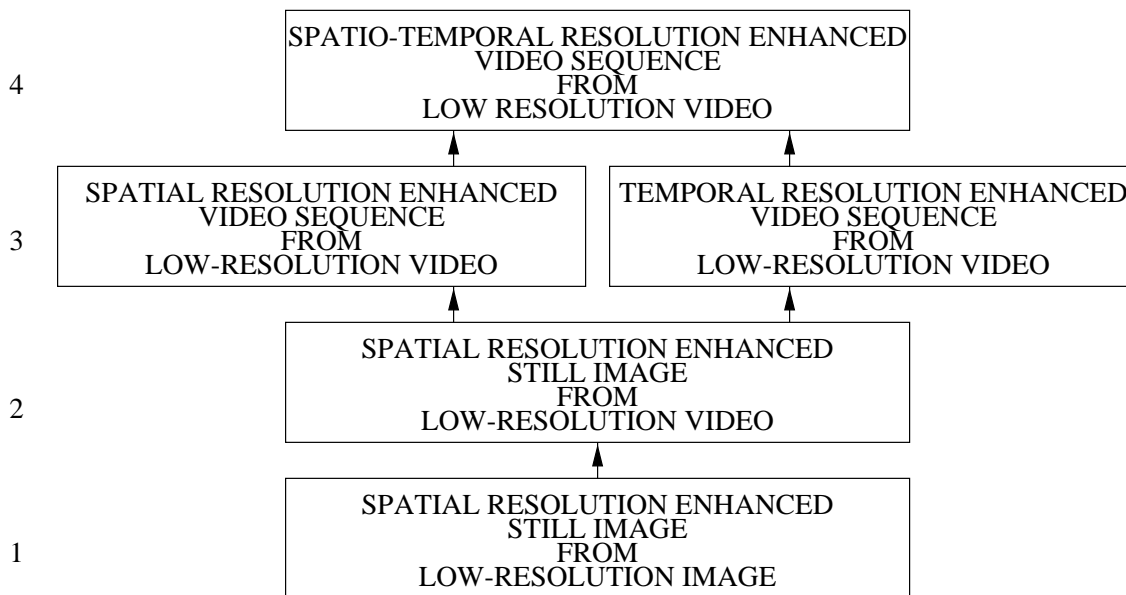 4
SPATIO-TEMPORAL RESOLUTION ENHANCED
VIDEO SEQUENCE
FROM
LOW RESOLUTION VIDEO
3
SPATIAL RESOLUTION ENHANCED
VIDEO SEQUENCE
FROM
LOW-RESOLUTION VIDEO
TEMPORAL RESOLUTION ENHANCED
VIDEO SEQUENCE
FROM
LOW-RESOLUTION VIDEO
2
SPATIAL RESOLUTION ENHANCED
STILL IMAGE
FROM
LOW-RESOLUTION VIDEO
1
SPATIAL RESOLUTION ENHANCED
STILL IMAGE
FROM
LOW-RESOLUTION IMAGE